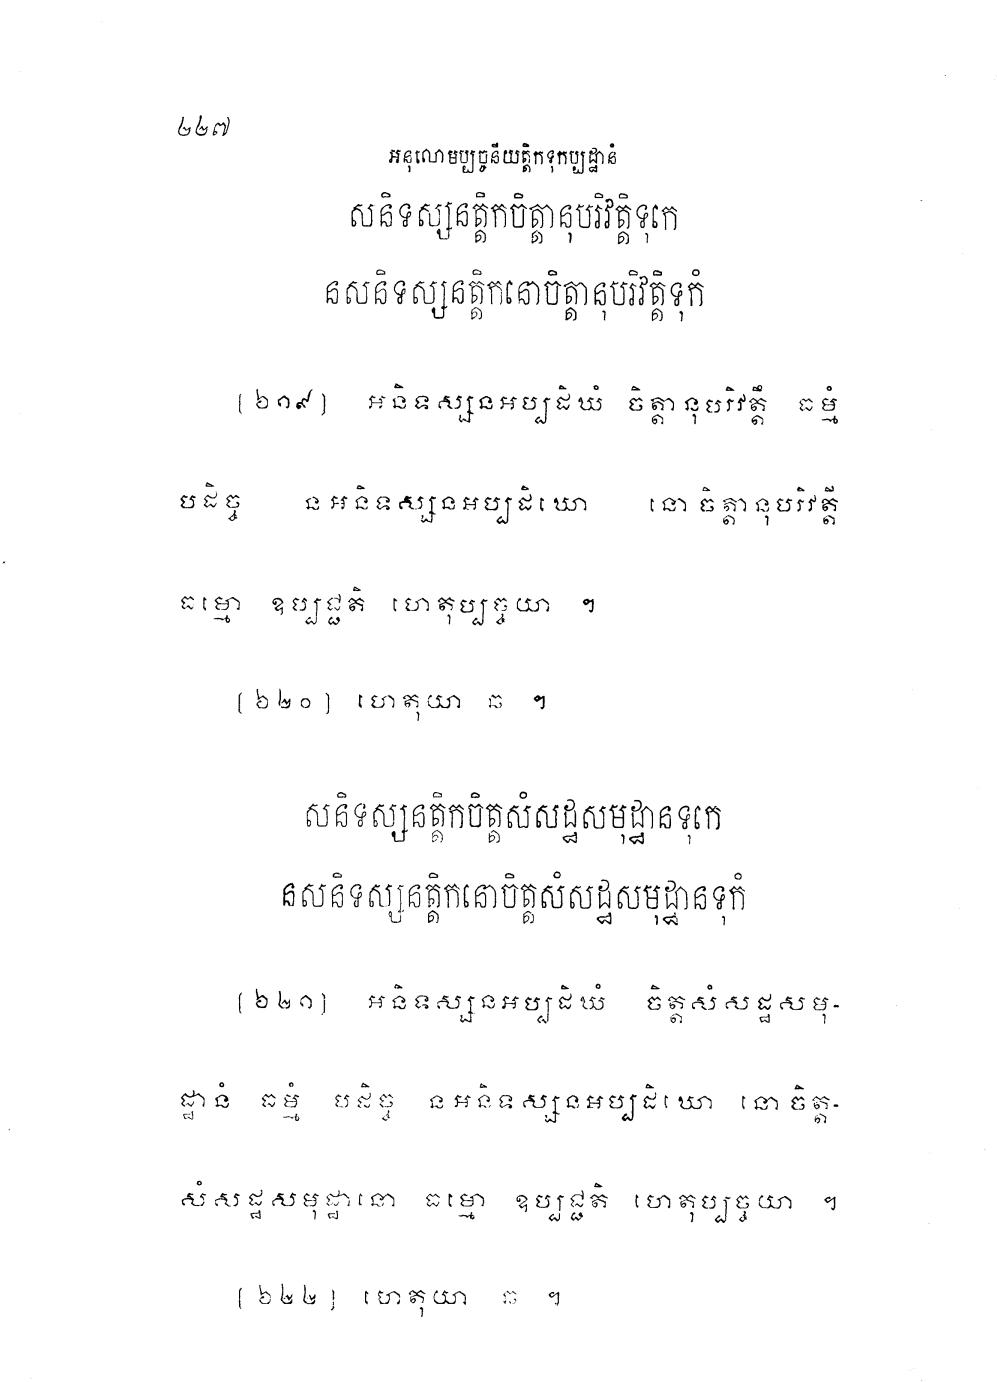 ២២៧
អនុលោមប្បច្ចនីយត្តិកទុកប្បដ្ឋានំ
សនិទស្សនត្តិកចិត្តានុបរិវត្តិទុកេ
នសនិទស្សនត្តិកនោចិត្តានុបរិវត្តិទុកំ
[៦១៩] អនិទស្សនអប្បដិឃំ ចិត្តានុបរិវត្តឹ ធម្មំ
បដិច្ច នអនិទស្សនអប្បដិឃោ នោចិត្តានុបរិវត្តី
ធម្មោ ឧប្បជ្ជតិ ហេតុប្បច្ចយា ។
[៦២០] ហេតុយា ៣ ។
សនិទស្សនត្តិកចិត្តសំសដ្ឋសមុដ្ឋានទុកេ
នសនិទស្សនត្តិកនោចិត្តសំសដ្ឋសមុដ្ឋានទុកំ
[៦២១] អនិទស្សនអប្បដិឃំ ចិត្តសំសដ្ឋសមុ-
ដ្ឋានំ ធម្មំ បដិច្ច នអនិទស្សនអប្បដិឃោ នោចិត្ត-
សំសដ្ឋសមុដ្ឋានោ ធម្មោ ឧប្បជ្ជតិ ហេតុប្បច្ចយា ។
[៦២២] ហេតុយា ៣ ។